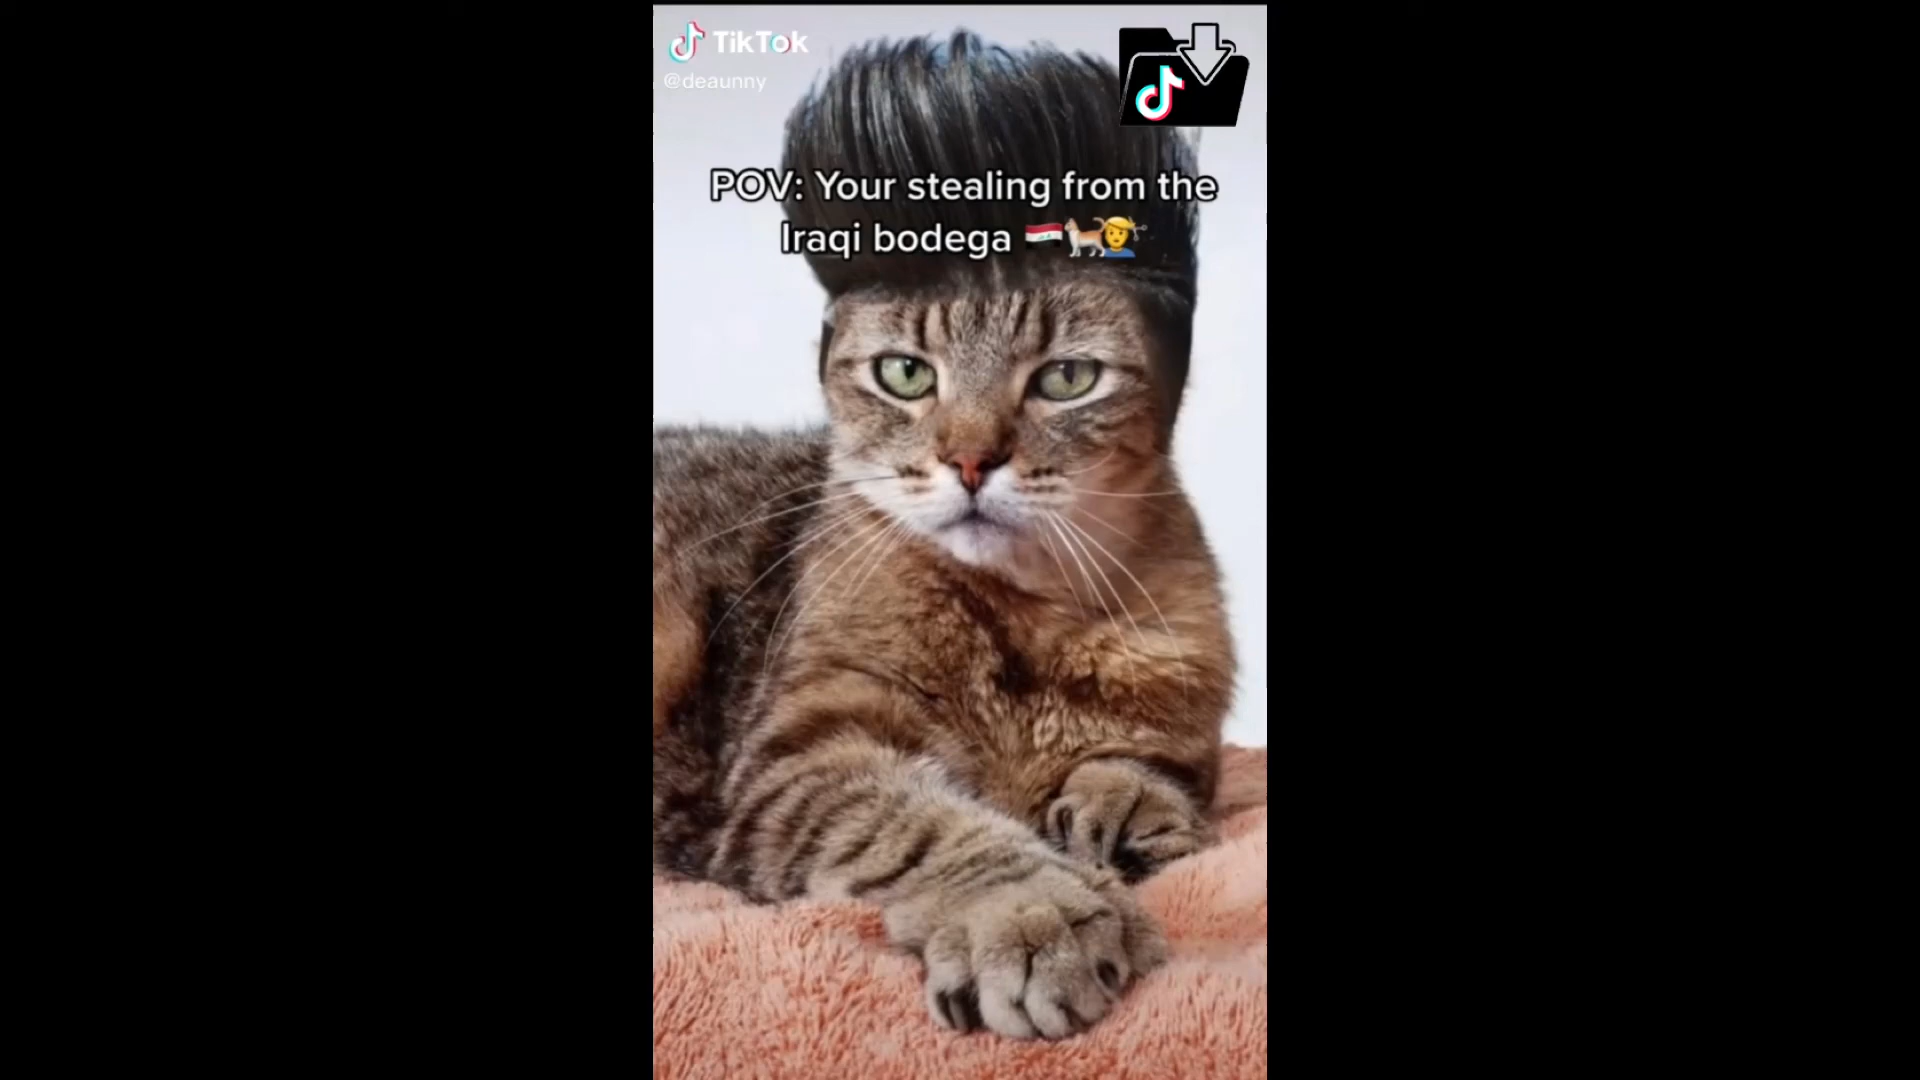 TikTok
@deaunny
POV: Your stealing from the
Iraqi bodega 🇮🇶🐈💇‍♂️